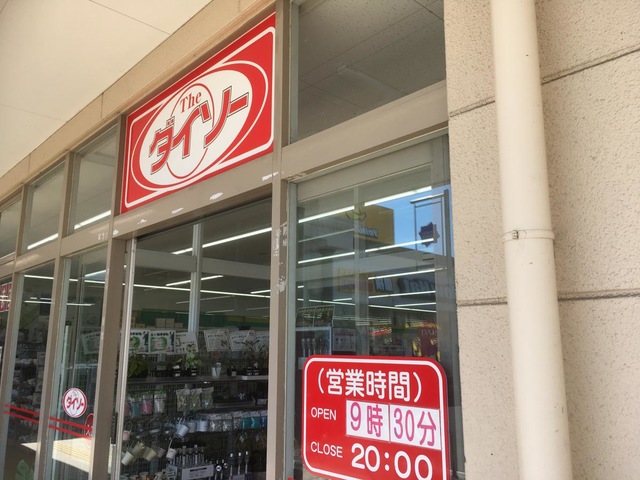 The
ダイソー
(営業時間)
OPEN 9時30分
CLOSE 20:00
ダイソー